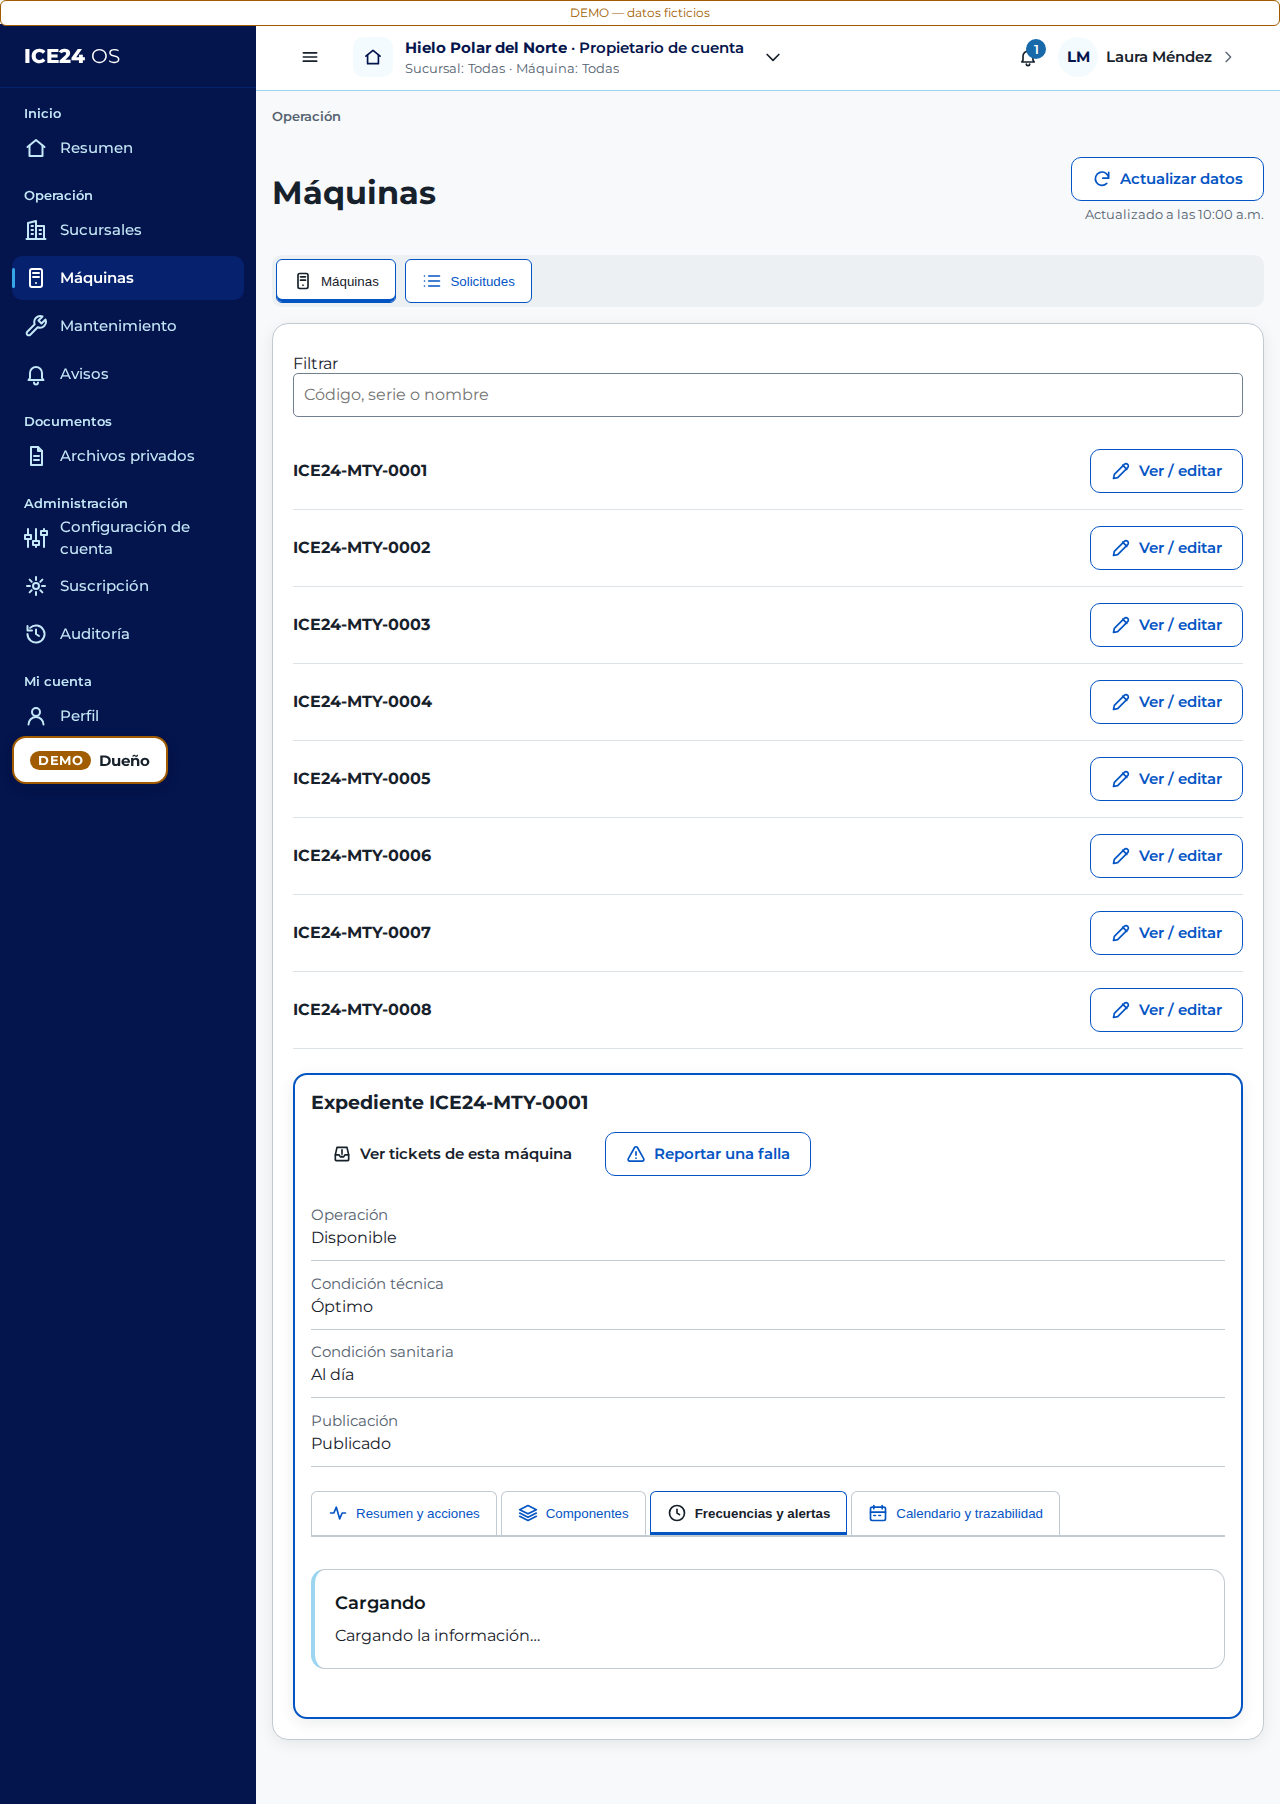 DEMO — datos ficticios
ICE24 OS
Hielo Polar del Norte · Propietario de cuenta
Sucursal: Todas · Máquina: Todas
1
LM Laura Méndez
Inicio
Resumen
Operación
Sucursales
Máquinas
Mantenimiento
Avisos
Documentos
Archivos privados
Administración
Configuración de
cuenta
Suscripción
Auditoría
Mi cuenta
Perfil
DEMO Dueño
Operación
Máquinas
Actualizar datos
Actualizado a las 10:00 a.m.
Máquinas Solicitudes
Filtrar
Código, serie o nombre
ICE24-MTY-0001 Ver / editar
ICE24-MTY-0002 Ver / editar
ICE24-MTY-0003 Ver / editar
ICE24-MTY-0004 Ver / editar
ICE24-MTY-0005 Ver / editar
ICE24-MTY-0006 Ver / editar
ICE24-MTY-0007 Ver / editar
ICE24-MTY-0008 Ver / editar
Expediente ICE24-MTY-0001
Ver tickets de esta máquina Reportar una falla
Operación
Disponible
Condición técnica
Óptimo
Condición sanitaria
Al día
Publicación
Publicado
Resumen y acciones Componentes Frecuencias y alertas Calendario y trazabilidad
Cargando
Cargando la información…